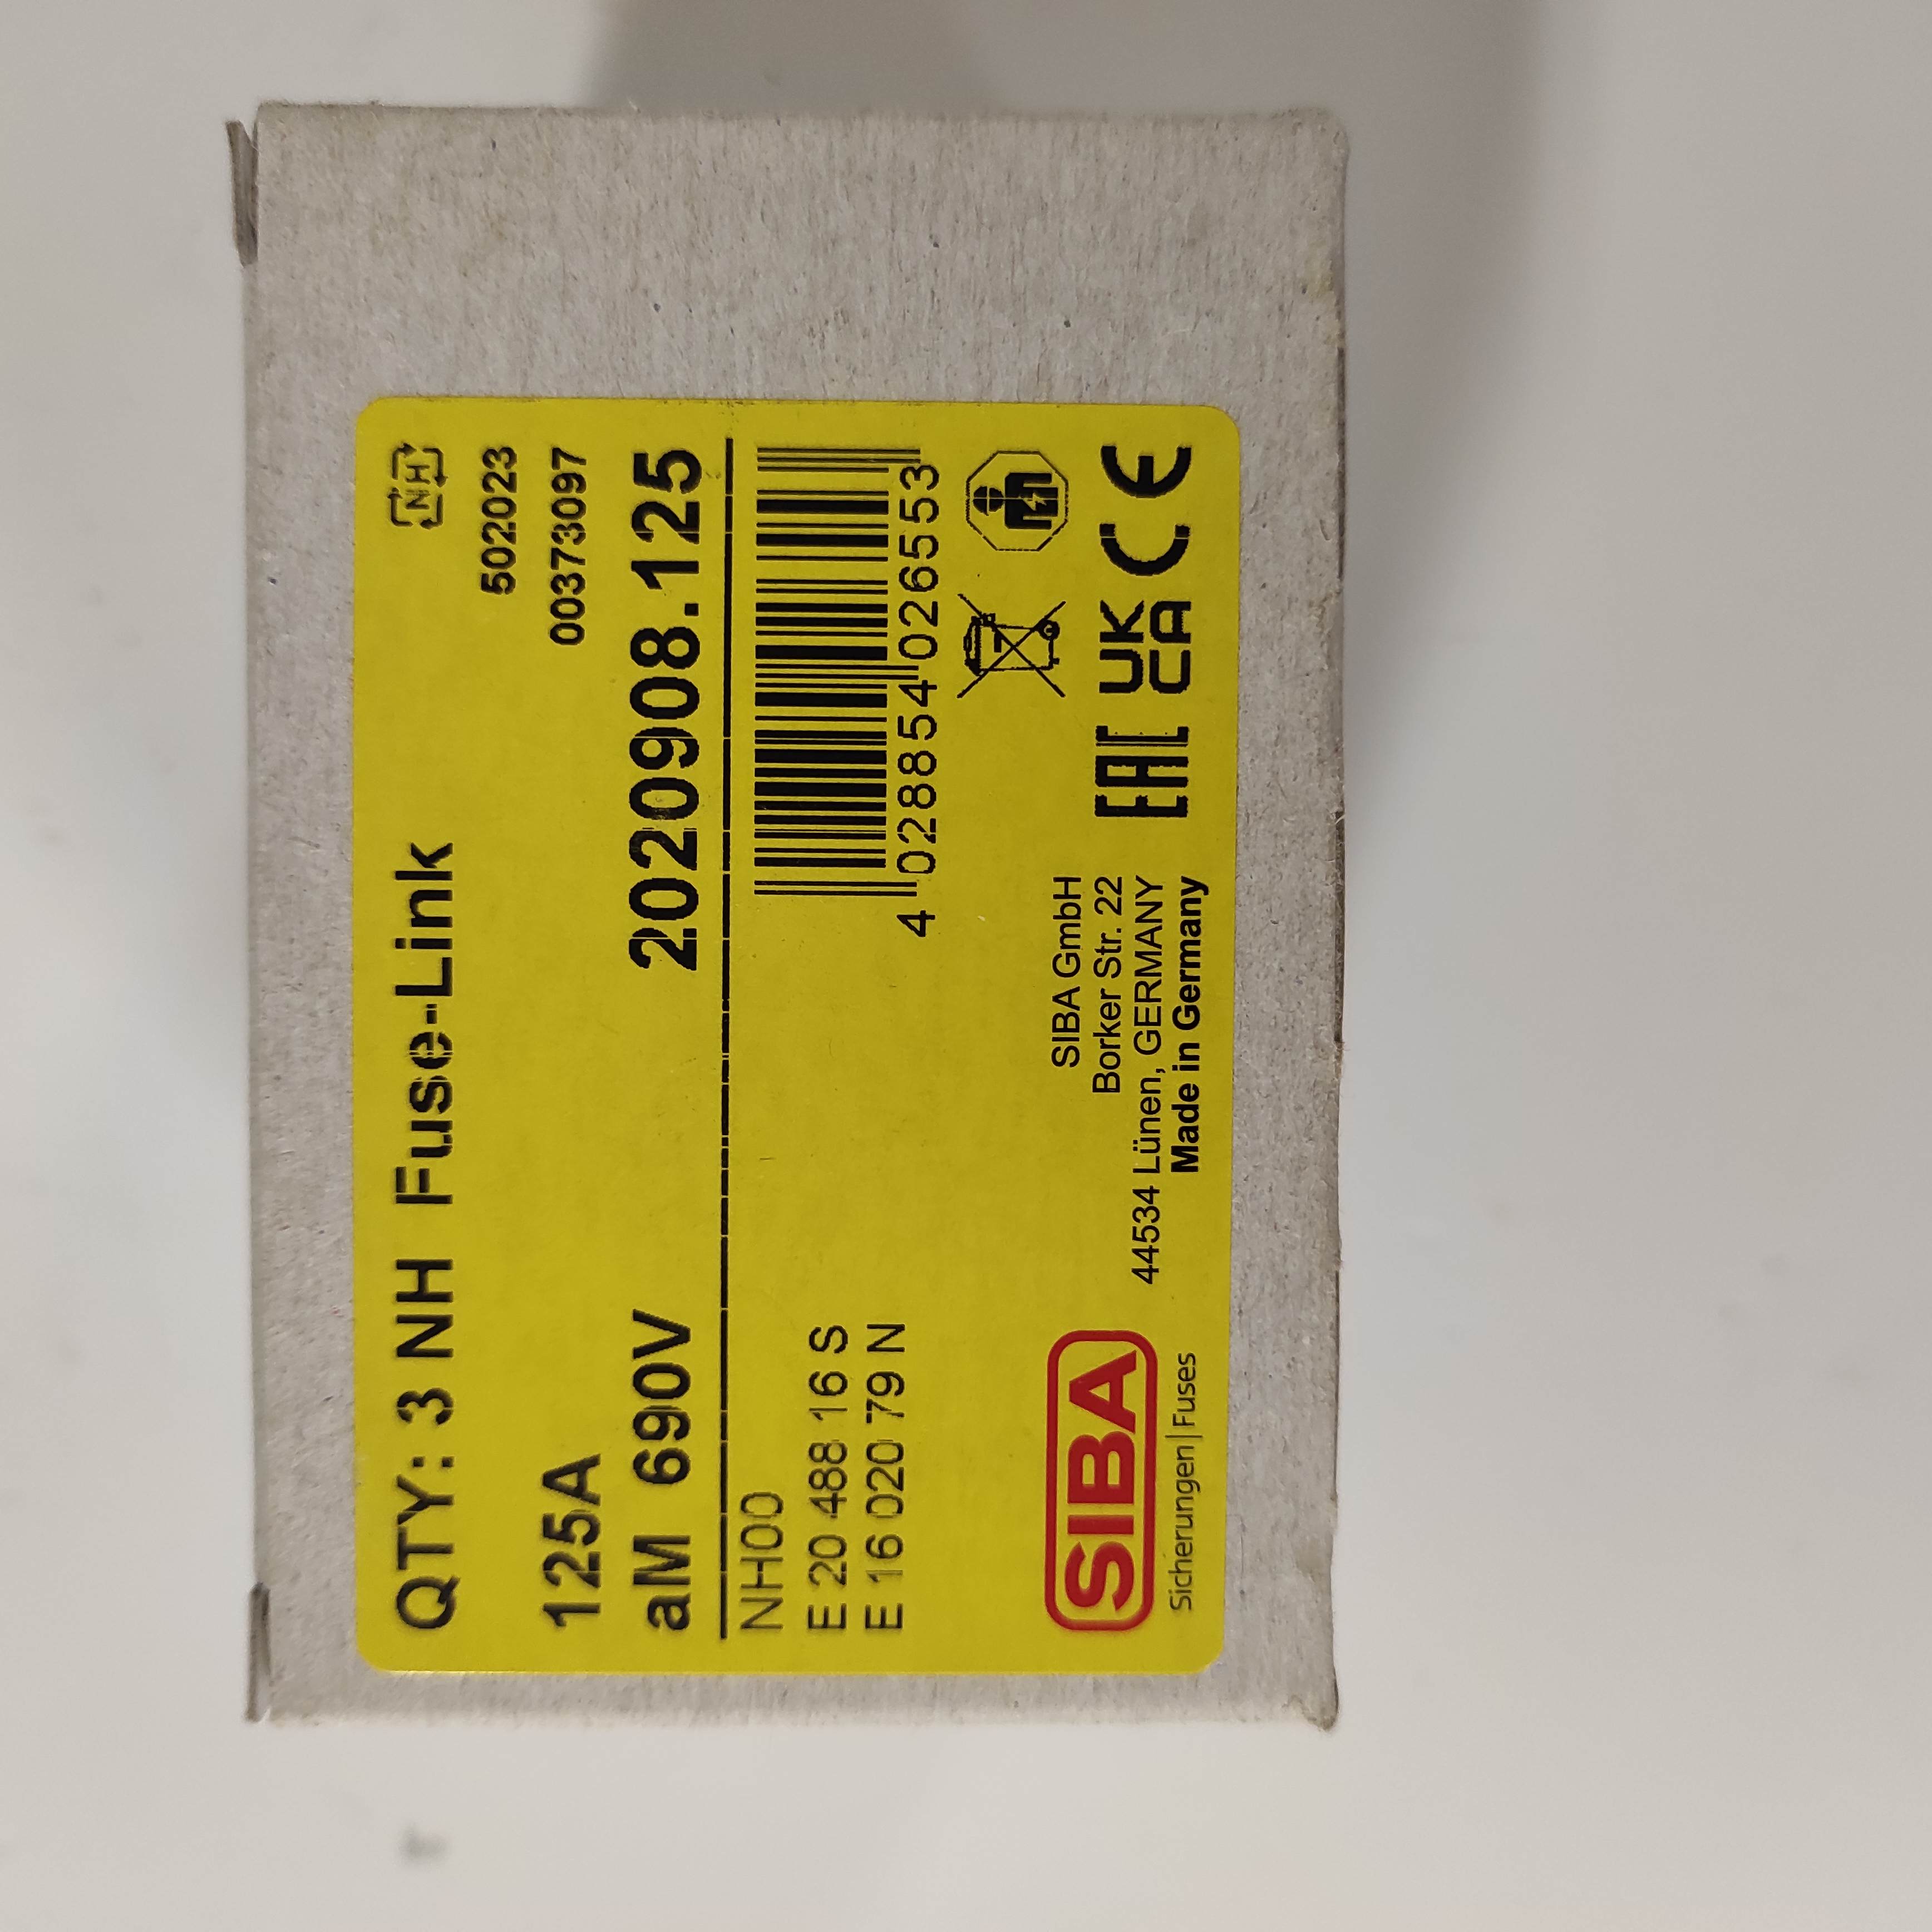 QTY: 3 NH Fuse-Link
NH
502023
125A
00373097
aM 690V
2020908.125
NH00
E 20 488 16 S
E 16 020 79 N
4 028854 026553
SIBA
Sicherungen|Fuses
SIBA GmbH
Borker Str. 22
44534 Lünen, GERMANY
Made in Germany
EAC
UK
CA
CE